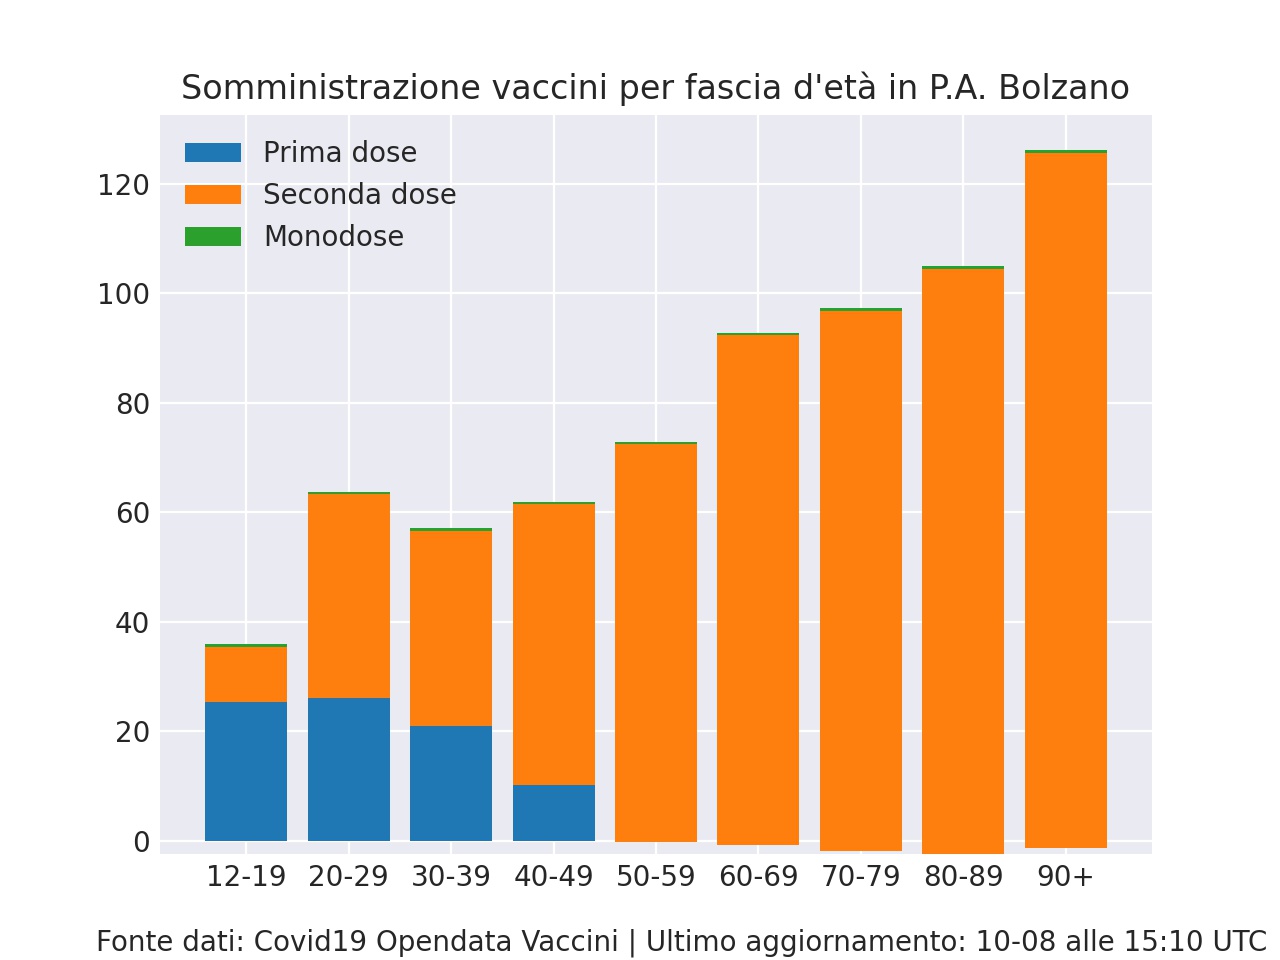 Somministrazione vaccini per fascia d'età in P.A. Bolzano
Prima dose
Seconda dose
Monodose
120
100
80
60
40
20
0
12-19 20-29 30-39 40-49 50-59 60-69 70-79 80-89 90+
Fonte dati: Covid19 Opendata Vaccini | Ultimo aggiornamento: 10-08 alle 15:10 UTC